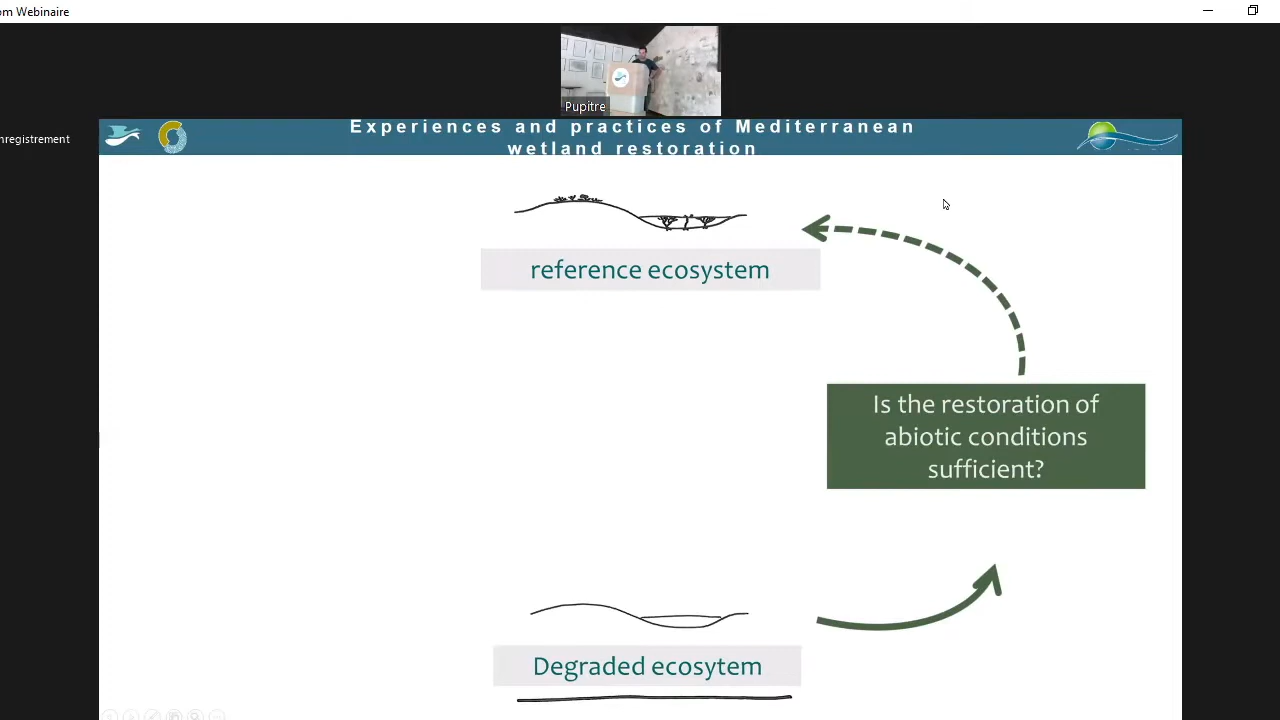 om Webinaire
Pupitre
nregistrement
Experiences and practices of Mediterranean
wetland restoration
reference ecosystem
Is the restoration of
abiotic conditions
sufficient?
Degraded ecosytem